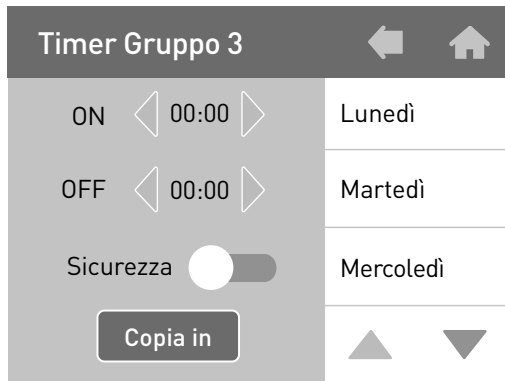 Timer Gruppo 3
ON 00:00
OFF 00:00
Sicurezza
Copia in
Lunedì
Martedì
Mercoledì